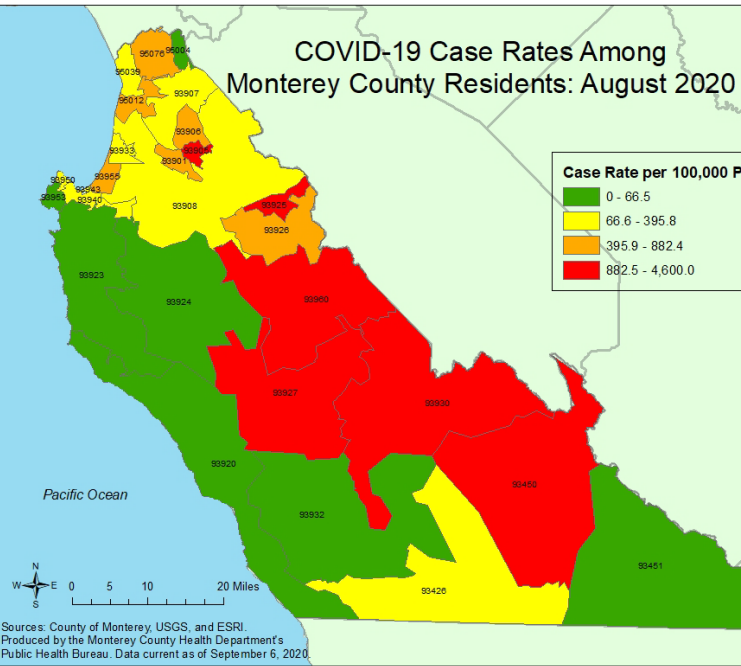 COVID-19 Case Rates Among
Monterey County Residents: August 2020
95076
95004
95039
93907
95012
93906
93933
93905
93901
93955
93950
93943
93953
93940
93908
93925
93926
Case Rate per 100,000 P
0 - 66.5
66.6 - 395.8
395.9 - 882.4
882.5 - 4,600.0
93923
93924
93960
93927
93930
93920
93450
Pacific Ocean
93932
93451
93426
N
W E
S
0 5 10 20 Miles
Sources: County of Monterey, USGS, and ESRI.
Produced by the Monterey County Health Department's
Public Health Bureau. Data current as of September 6, 2020.